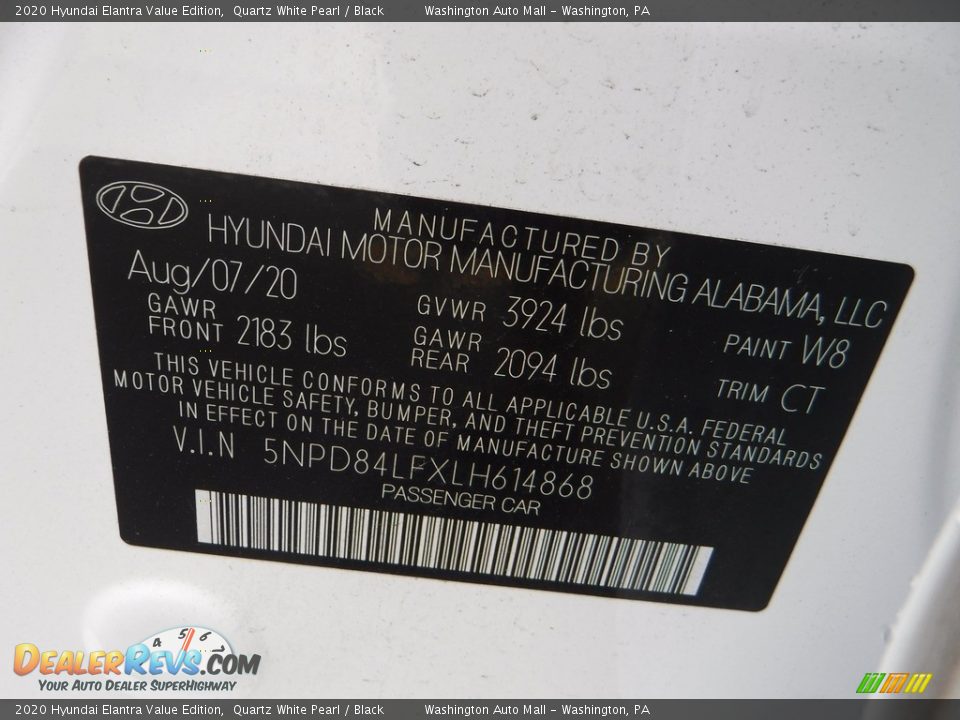 2020 Hyundai Elantra Value Edition, Quartz White Pearl / Black Washington Auto Mall - Washington, PA
MANUFACTURED BY
HYUNDAI MOTOR MANUFACTURING ALABAMA, LLC
Aug/07/20
GAWR FRONT 2183 lbs
GVWR 3924 lbs
GAWR REAR 2094 lbs
PAINT W8
TRIM CT
THIS VEHICLE CONFORMS TO ALL APPLICABLE U.S.A. FEDERAL
MOTOR VEHICLE SAFETY, BUMPER, AND THEFT PREVENTION STANDARDS
IN EFFECT ON THE DATE OF MANUFACTURE SHOWN ABOVE
V.I.N 5NPD84LFXLH614868
PASSENGER CAR
4 5 6 7
DEALERREVS.COM
YOUR AUTO DEALER SUPERHIGHWAY
2020 Hyundai Elantra Value Edition, Quartz White Pearl / Black Washington Auto Mall - Washington, PA